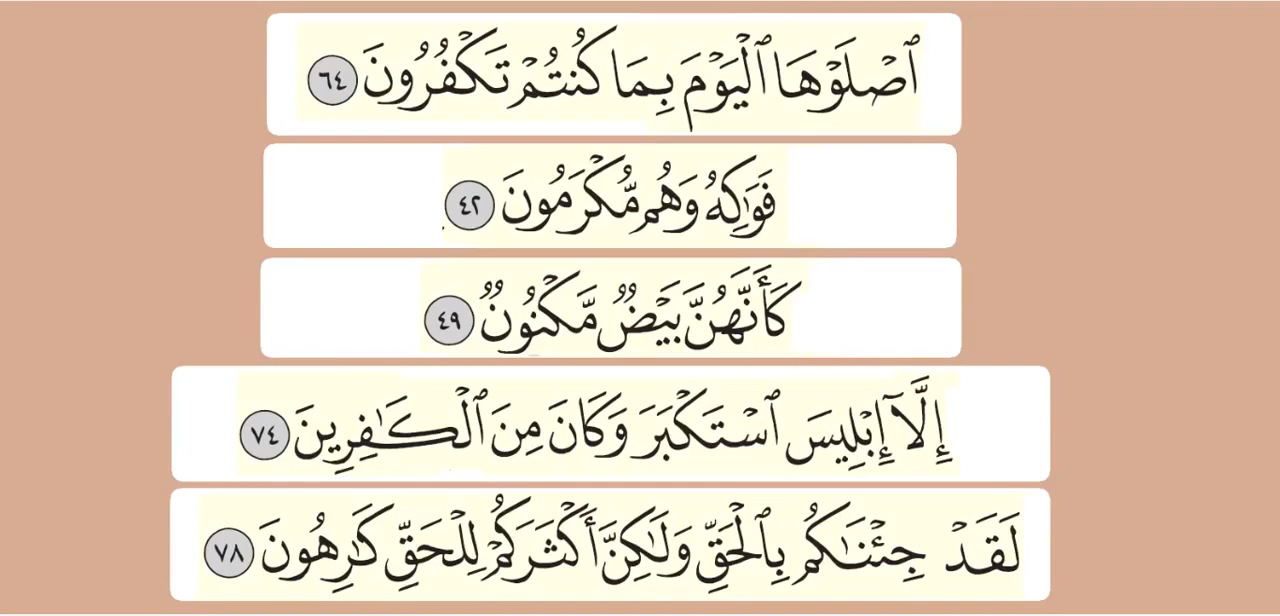 ٱصۡلَوۡهَا ٱلۡيَوۡمَ بِمَا كُنتُمۡ تَكۡفُرُونَ ٦٤
فَوَٰكِهُ وَهُم مُّكۡرَمُونَ ٤٢
كَأَنَّهُنَّ بَيۡضٞ مَّكۡنُونٞ ٤٩
إِلَّآ إِبۡلِيسَ ٱسۡتَكۡبَرَ وَكَانَ مِنَ ٱلۡكَٰفِرِينَ ٧٤
لَقَدۡ جِئۡنَٰكُم بِٱلۡحَقِّ وَلَٰكِنَّ أَكۡثَرَكُمۡ لِلۡحَقِّ كَٰرِهُونَ ٧٨